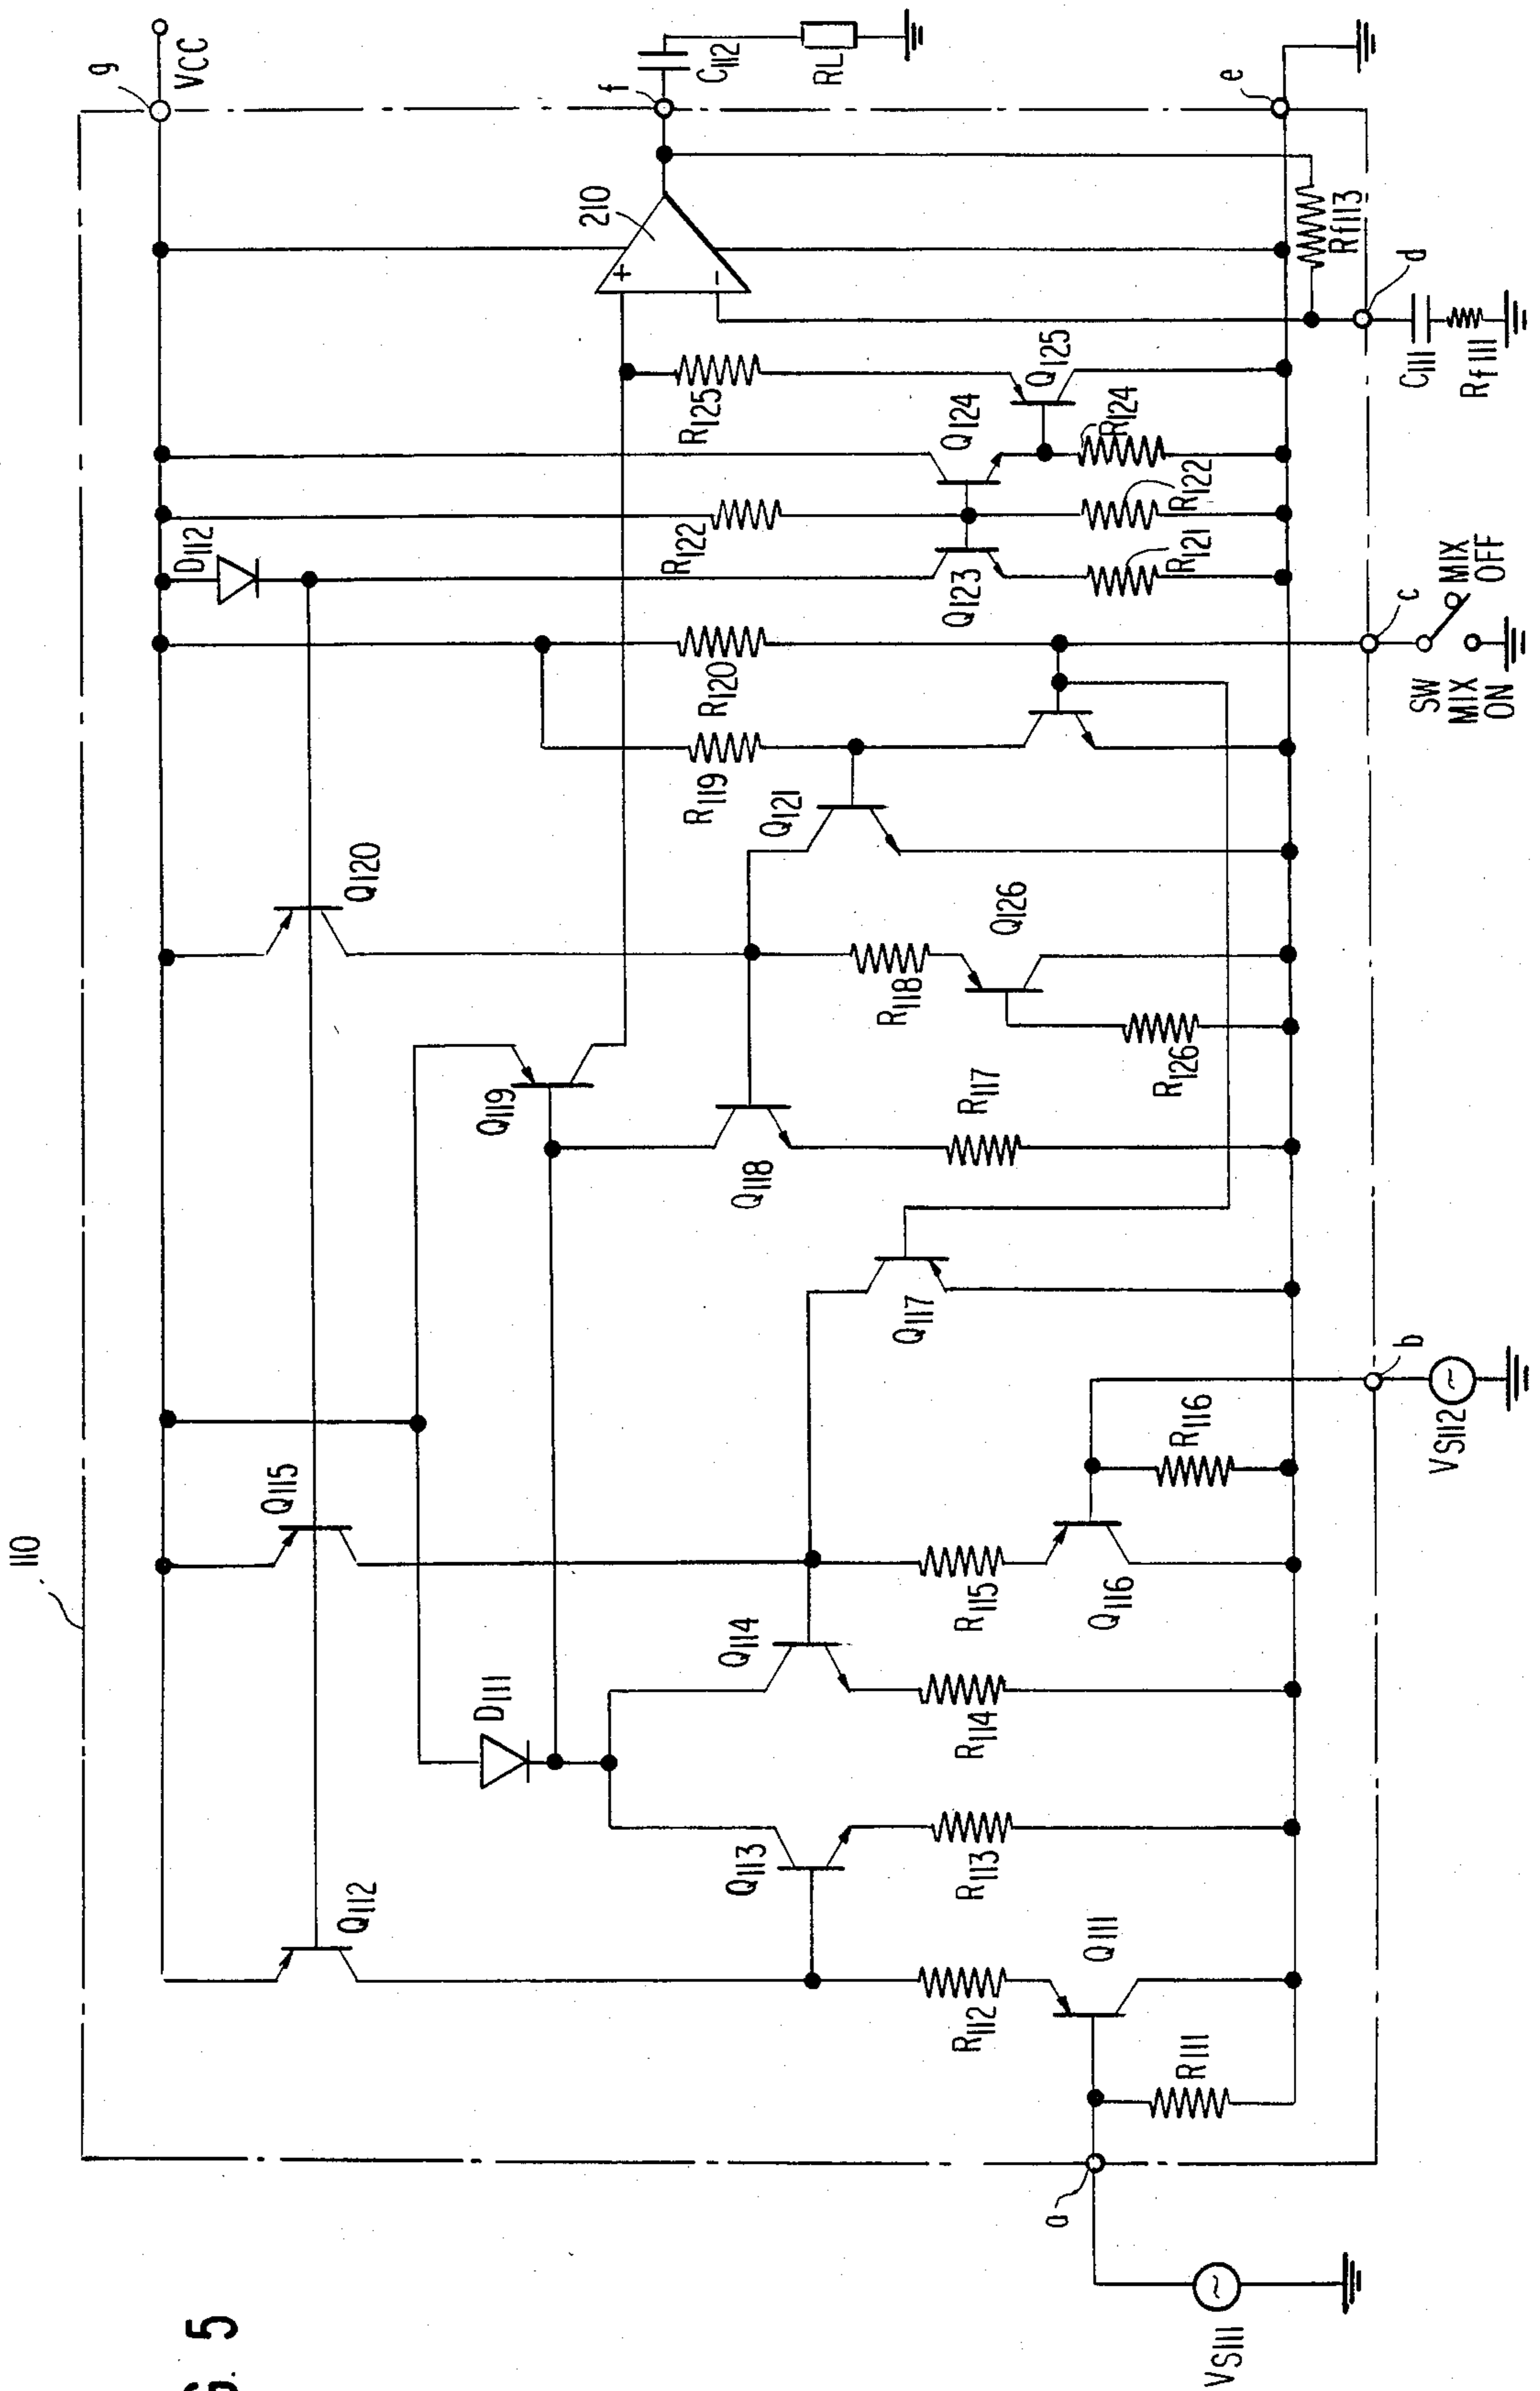 G. 5
110
g
VCC
D112
Q112
Q115
Q120
f
C112
RL
210
+
-
R122
R125
Q124
Q125
Q123
R124
R122
R121
e
Rf113
d
C111
Rf111
D111
Q119
R120
R119
Q121
Q113
Q114
Q118
R118
Q126
R117
R126
Q117
c
SW
MIX
ON
MIX
OFF
R112
R113
R114
R115
Q111
Q116
R116
R111
b
VS112
a
VS111